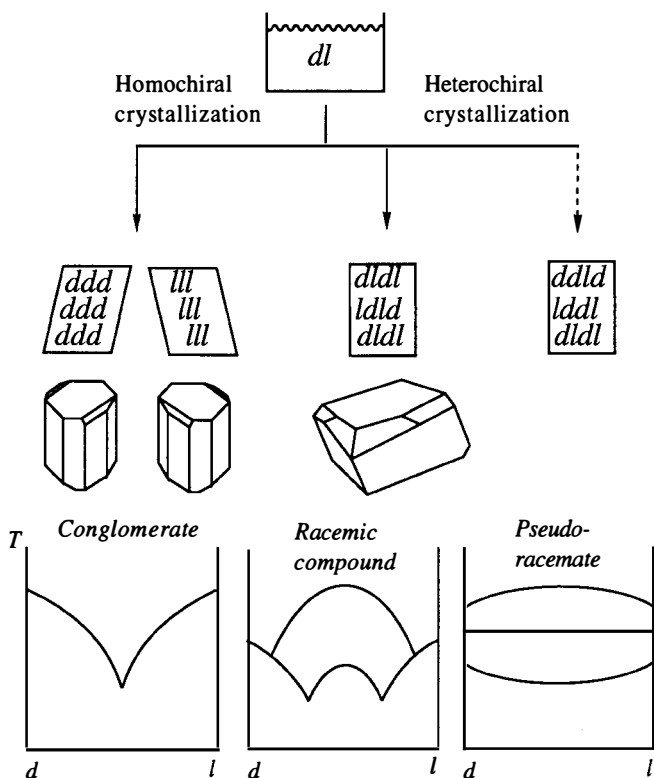 dl
Homochiral
crystallization
Heterochiral
crystallization
ddd
ddd
ddd
lll
lll
lll
dldl
ldld
dldl
ddld
lddl
dldl
T
Conglomerate
Racemic
compound
Pseudo-
racemate
d
l
d
l
d
l